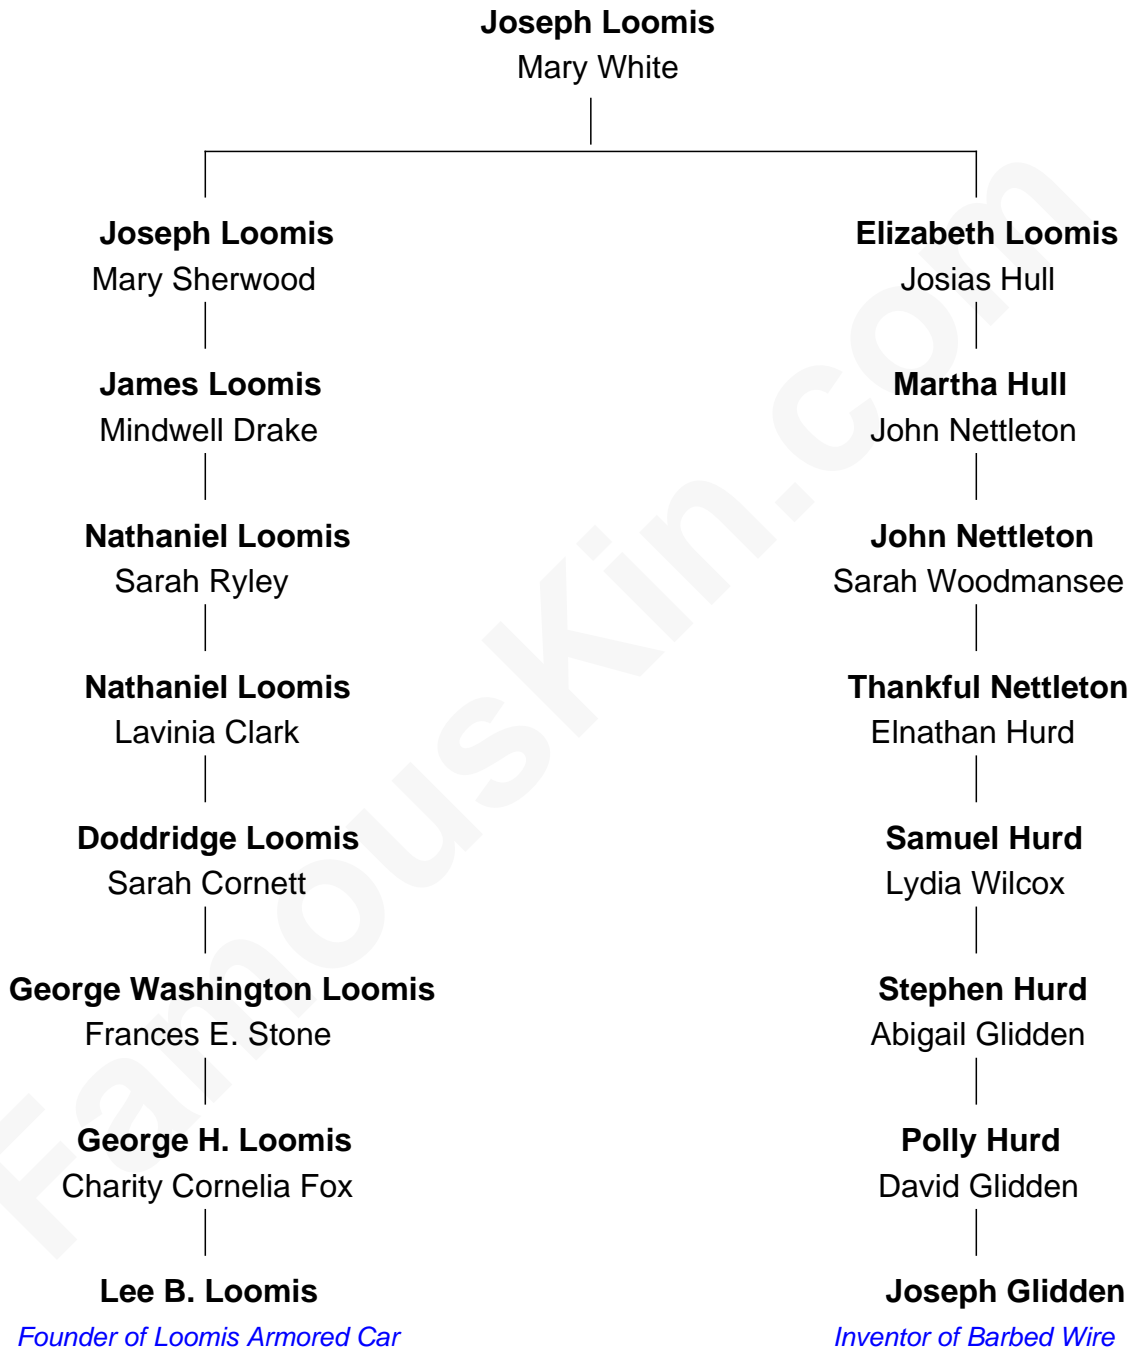 Joseph Loomis
Mary White
Joseph Loomis
Mary Sherwood
James Loomis
Mindwell Drake
Nathaniel Loomis
Sarah Ryley
Nathaniel Loomis
Lavinia Clark
Doddridge Loomis
Sarah Cornett
George Washington Loomis
Frances E. Stone
George H. Loomis
Charity Cornelia Fox
Lee B. Loomis
Founder of Loomis Armored Car
Elizabeth Loomis
Josias Hull
Martha Hull
John Nettleton
John Nettleton
Sarah Woodmansee
Thankful Nettleton
Elnathan Hurd
Samuel Hurd
Lydia Wilcox
Stephen Hurd
Abigail Glidden
Polly Hurd
David Glidden
Joseph Glidden
Inventor of Barbed Wire
FamousKin.com